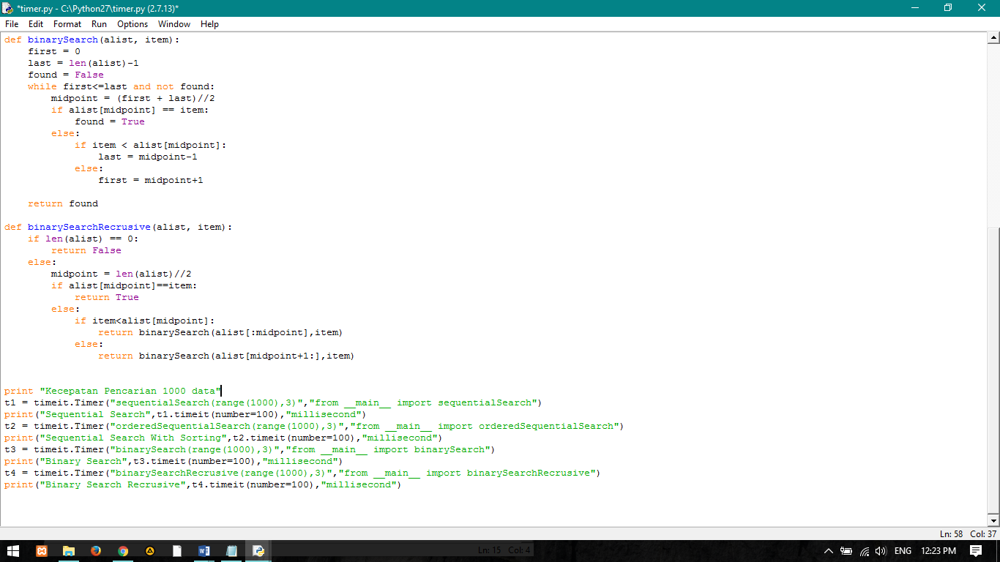 *timer.py - C:\Python27\timer.py (2.7.13)*
File Edit Format Run Options Window Help
def binarySearch(alist, item):
    first = 0
    last = len(alist)-1
    found = False
    while first<=last and not found:
        midpoint = (first + last)//2
        if alist[midpoint] == item:
            found = True
        else:
            if item < alist[midpoint]:
                last = midpoint-1
            else:
                first = midpoint+1
    return found
def binarySearchRecrusive(alist, item):
    if len(alist) == 0:
        return False
    else:
        midpoint = len(alist)//2
        if alist[midpoint]==item:
            return True
        else:
            if item<alist[midpoint]:
                return binarySearch(alist[:midpoint],item)
            else:
                return binarySearch(alist[midpoint+1:],item)
print "Kecepatan Pencarian 1000 data"
t1 = timeit.Timer("sequentialSearch(range(1000),3)","from __main__ import sequentialSearch")
print("Sequential Search",t1.timeit(number=100),"millisecond")
t2 = timeit.Timer("orderedSequentialSearch(range(1000),3)","from __main__ import orderedSequentialSearch")
print("Sequential Search With Sorting",t2.timeit(number=100),"millisecond")
t3 = timeit.Timer("binarySearch(range(1000),3)","from __main__ import binarySearch")
print("Binary Search",t3.timeit(number=100),"millisecond")
t4 = timeit.Timer("binarySearchRecrusive(range(1000),3)","from __main__ import binarySearchRecrusive")
print("Binary Search Recrusive",t4.timeit(number=100),"millisecond")
Ln: 58 Col: 37
Ln: 15 Col: 4
ENG 12:23 PM